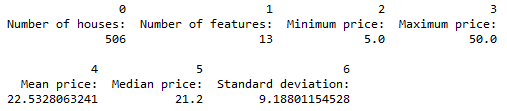 0 1 2 3
Number of houses: Number of features: Minimum price: Maximum price:
506 13 5.0 50.0
4 5 6
Mean price: Median price: Standard deviation:
22.5328063241 21.2 9.18801154528